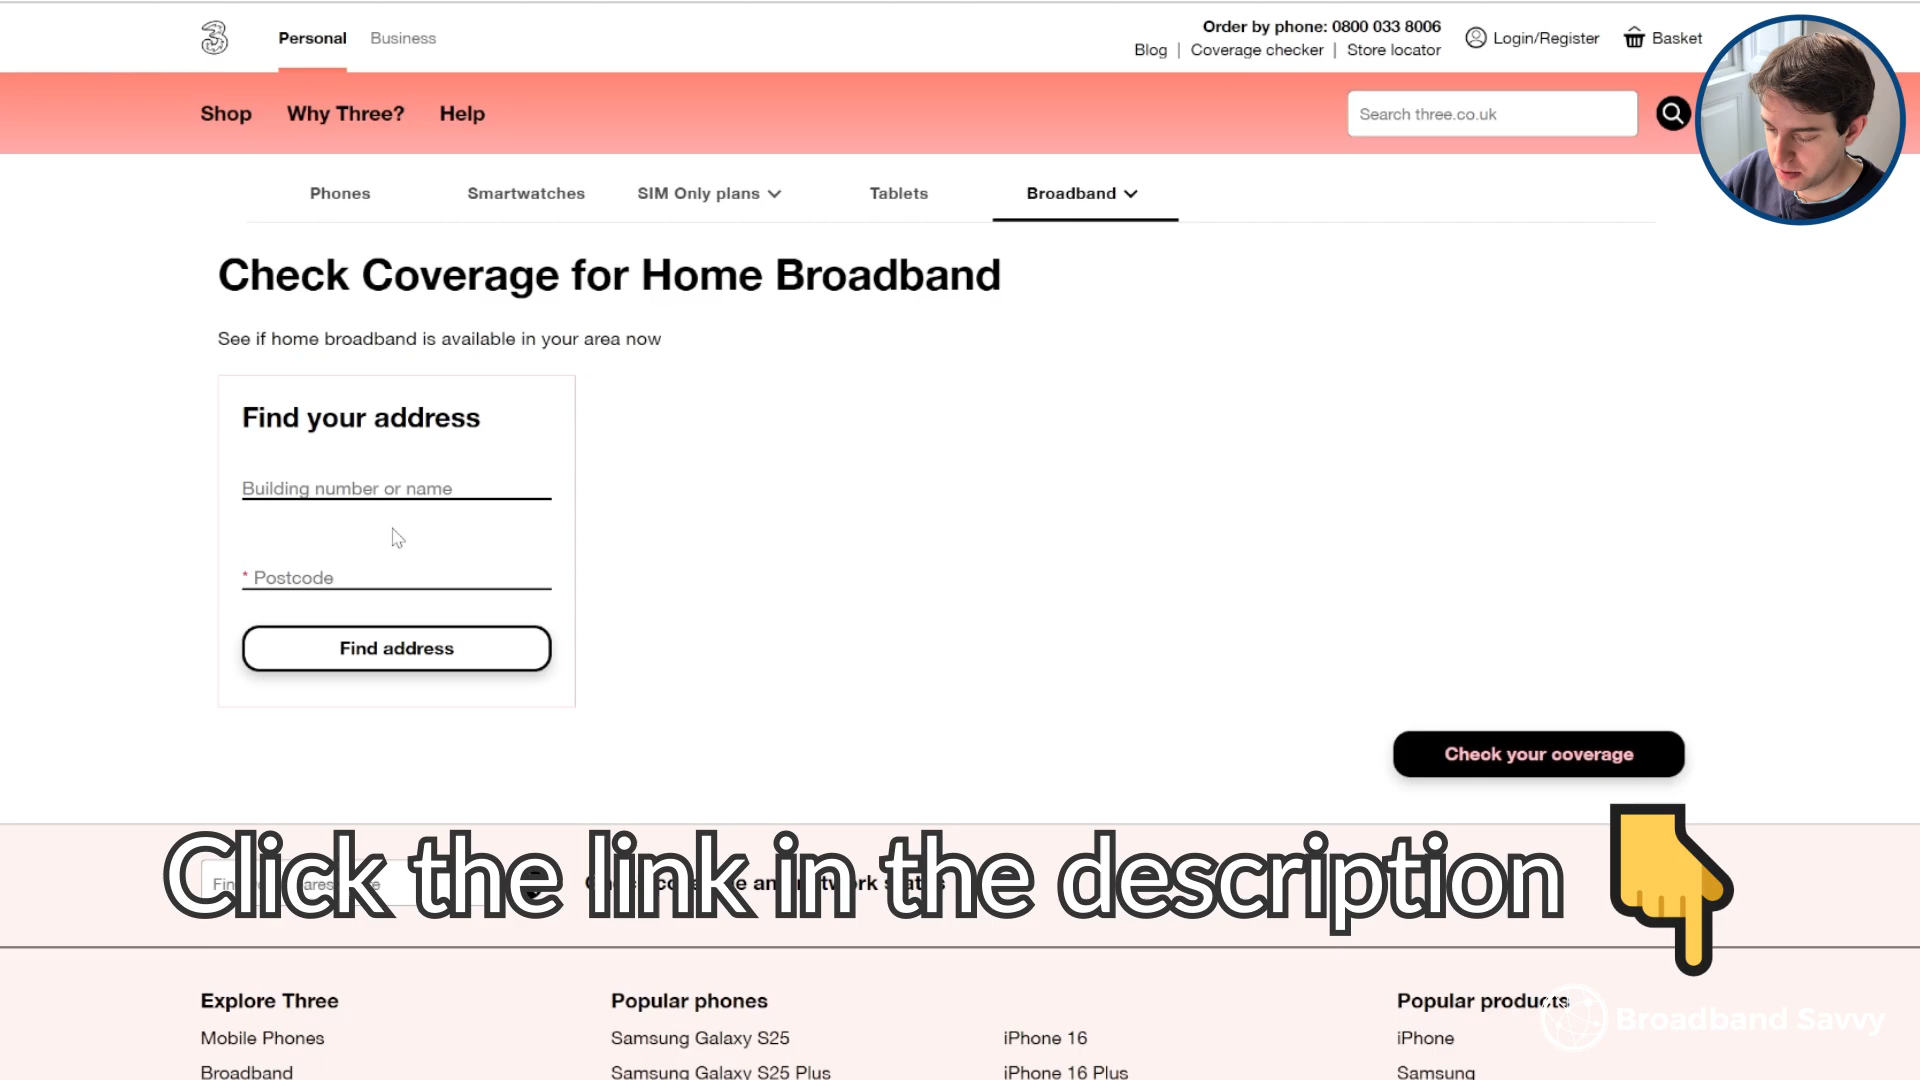 3
Personal Business
Order by phone: 0800 033 8006
Blog | Coverage checker | Store locator
Login/Register
Basket
Shop Why Three? Help
Search three.co.uk
Phones Smartwatches SIM Only plans Tablets Broadband
Check Coverage for Home Broadband
See if home broadband is available in your area now
Find your address
Building number or name
* Postcode
Find address
Check your coverage
Click the link in the description
Explore Three Popular phones Popular products
Mobile Phones Samsung Galaxy S25 iPhone 16 iPhone
Broadband Samsung Galaxy S25 Plus iPhone 16 Plus Samsung
Broadband Savvy